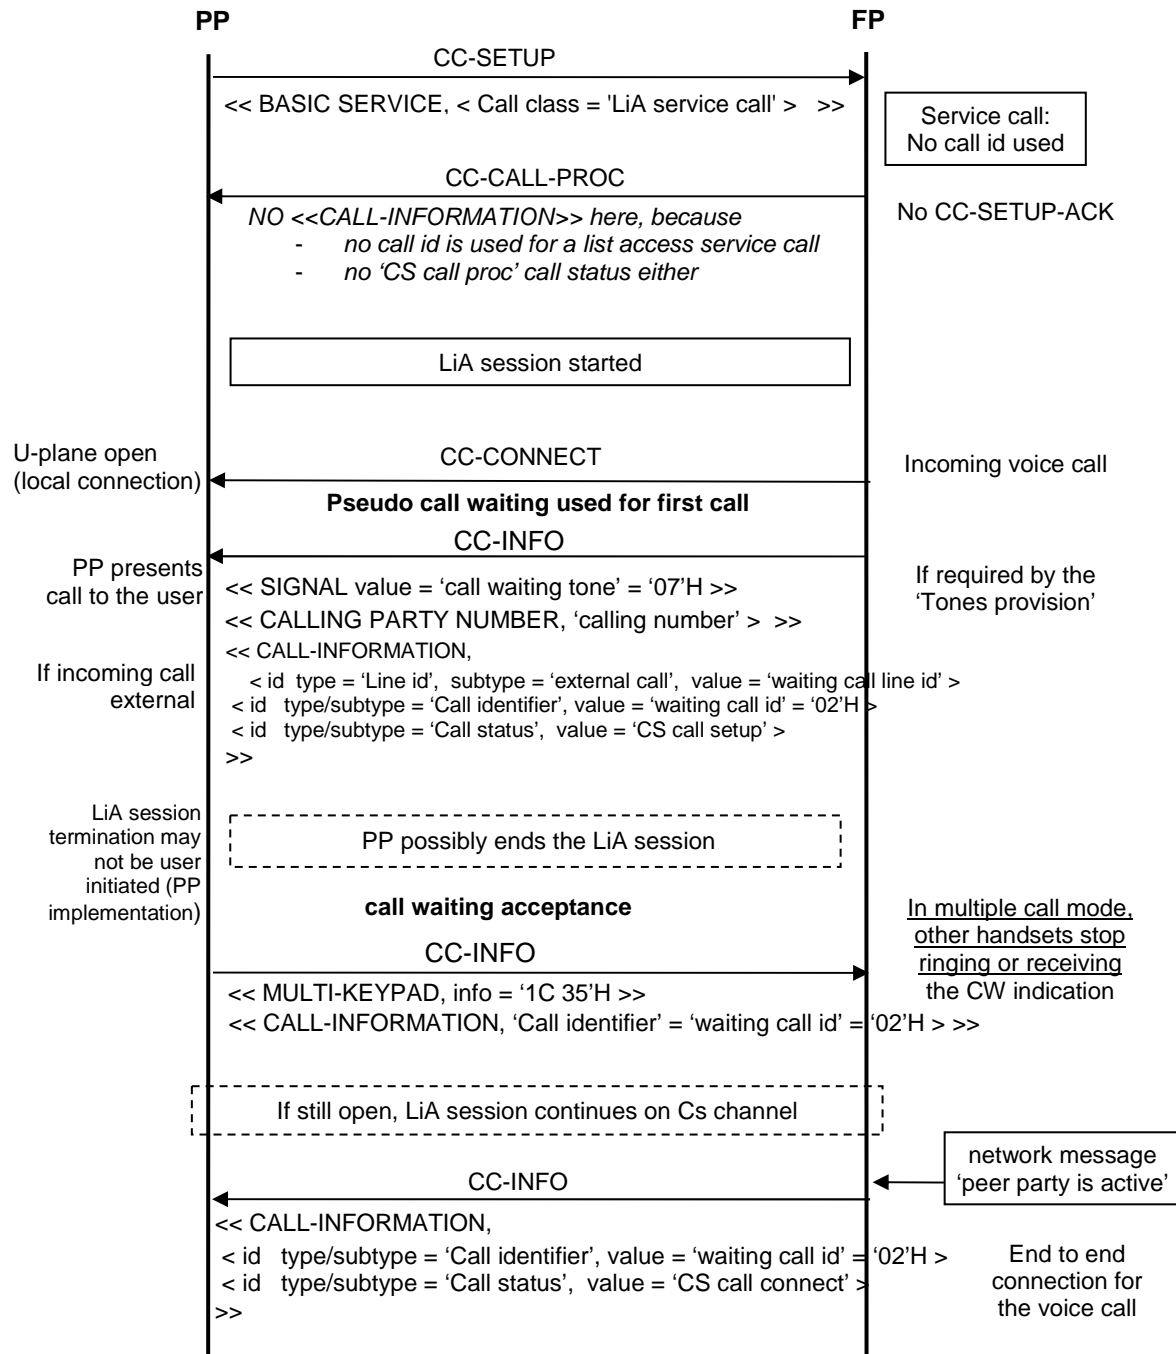 PP
FP
CC-SETUP
<< BASIC SERVICE, < Call class = 'LiA service call' >   >>
Service call:
No call id used
CC-CALL-PROC
No CC-SETUP-ACK
NO <<CALL-INFORMATION>> here, because
- no call id is used for a list access service call
- no ‘CS call proc’ call status either
LiA session started
U-plane open
(local connection)
CC-CONNECT
Incoming voice call
Pseudo call waiting used for first call
CC-INFO
PP presents
call to the user
<< SIGNAL value = ‘call waiting tone’ = ‘07’H >>
If required by the
‘Tones provision’
<< CALLING PARTY NUMBER, ‘calling number’ >  >>
<< CALL-INFORMATION,
If incoming call
external
< id  type = ‘Line id’,  subtype = ‘external call’,  value = ‘waiting call line id’ >
< id   type/subtype = ‘Call identifier’, value = ‘waiting call id’ = ‘02’H >
< id   type/subtype = ‘Call status’,  value = ‘CS call setup’ >
>>
LiA session
termination may
not be user
initiated (PP
implementation)
PP possibly ends the LiA session
call waiting acceptance
In multiple call mode,
other handsets stop
ringing or receiving
the CW indication
CC-INFO
<< MULTI-KEYPAD, info = ‘1C 35’H >>
<< CALL-INFORMATION, ‘Call identifier’ = ‘waiting call id’ = ‘02’H > >>
If still open, LiA session continues on Cs channel
network message
‘peer party is active’
CC-INFO
<< CALL-INFORMATION,
< id   type/subtype = ‘Call identifier’, value = ‘waiting call id’ = ‘02’H >
< id   type/subtype = ‘Call status’,  value = ‘CS call connect’ >
>>
End to end
connection for
the voice call